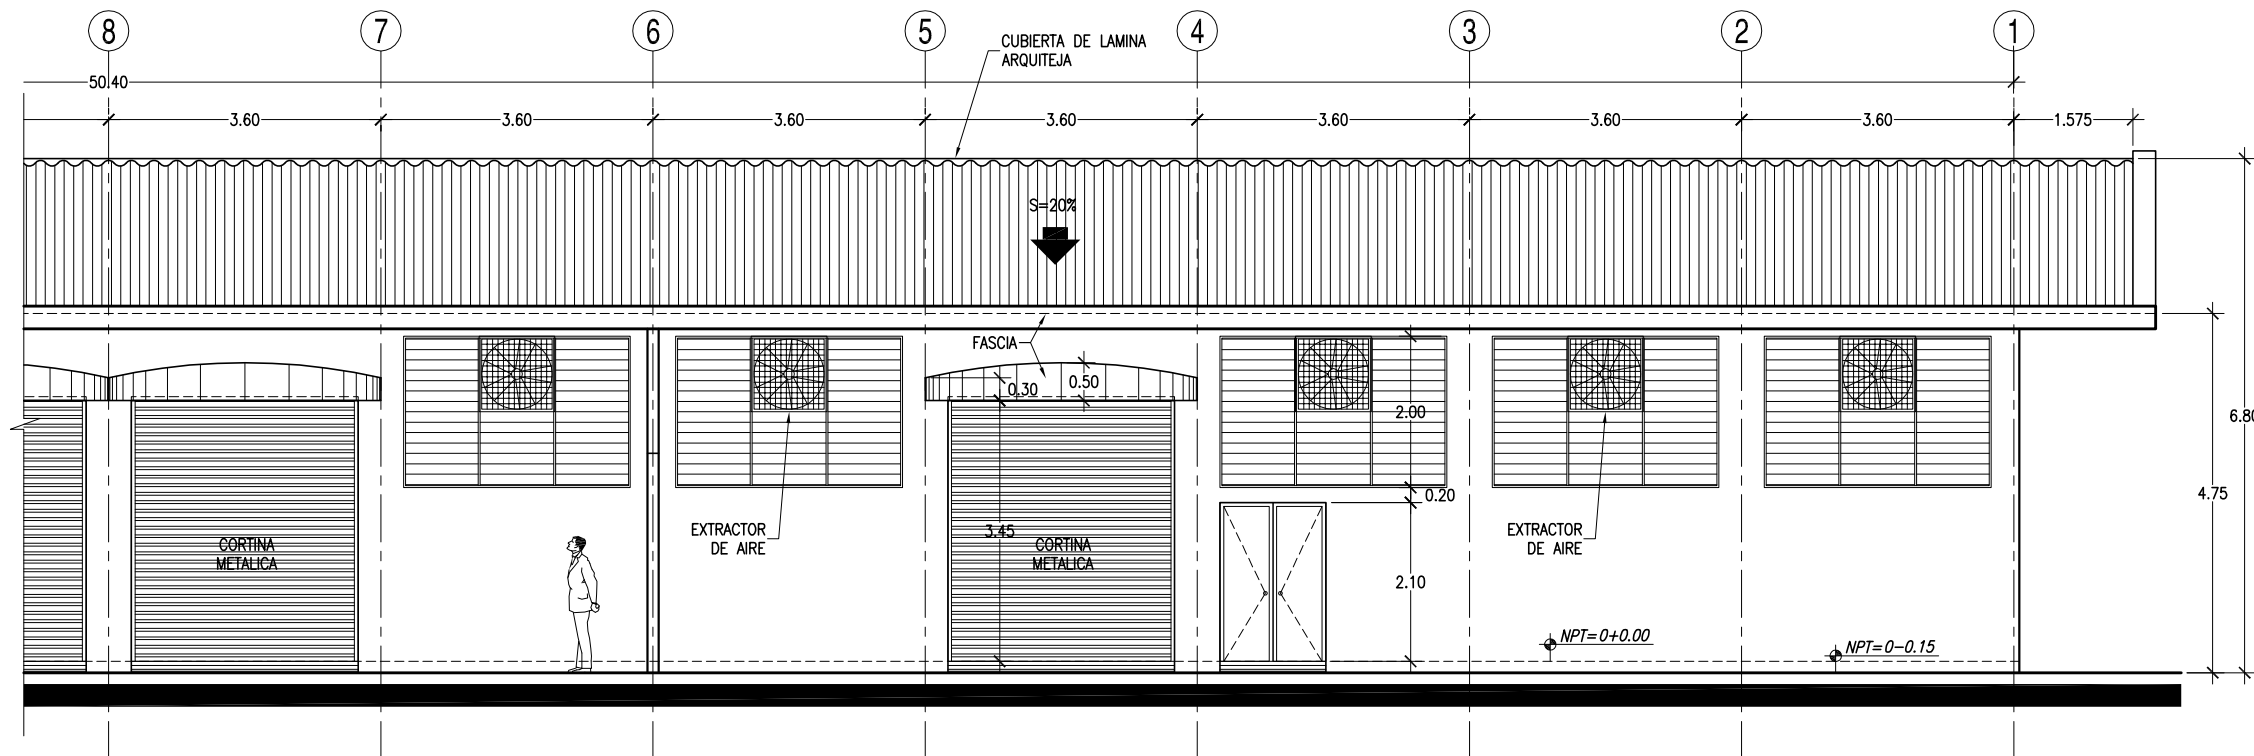 8 7 6 5 4 3 2 1
CUBIERTA DE LAMINA
ARQUITEJA
50.40
3.60 3.60 3.60 3.60 3.60 3.60 3.60 1.575
S=20%
FASCIA
0.30
0.50
2.00
6.80
0.20
4.75
EXTRACTOR
DE AIRE
3.45
EXTRACTOR
DE AIRE
CORTINA
METALICA
CORTINA
METALICA
2.10
NPT=0+0.00
NPT=0-0.15